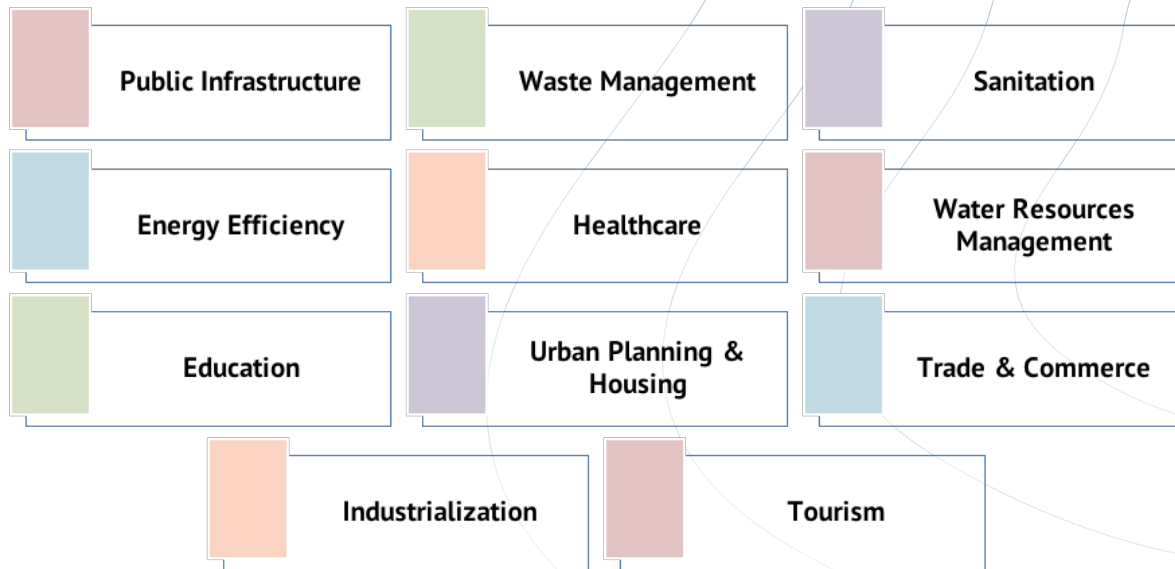 Public Infrastructure
Waste Management
Sanitation
Energy Efficiency
Healthcare
Water Resources
Management
Education
Urban Planning &
Housing
Trade & Commerce
Industrialization
Tourism